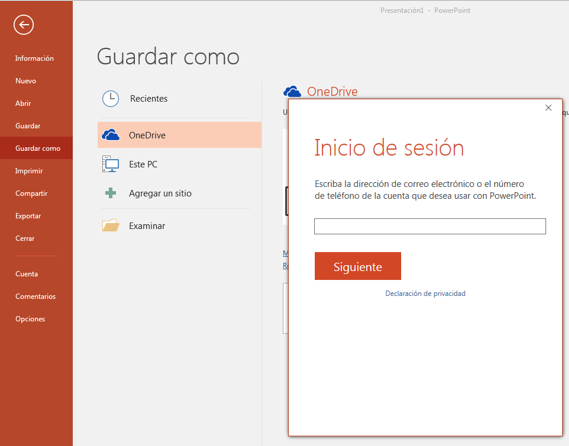 Presentación1 - PowerPoint
Información
Nuevo
Abrir
Guardar
Guardar como
Imprimir
Compartir
Exportar
Cerrar
Cuenta
Comentarios
Opciones
Guardar como
Recientes
OneDrive
Este PC
Agregar un sitio
Examinar
OneDrive
Inicio de sesión
Escriba la dirección de correo electrónico o el número
de teléfono de la cuenta que desea usar con PowerPoint.
Siguiente
Declaración de privacidad